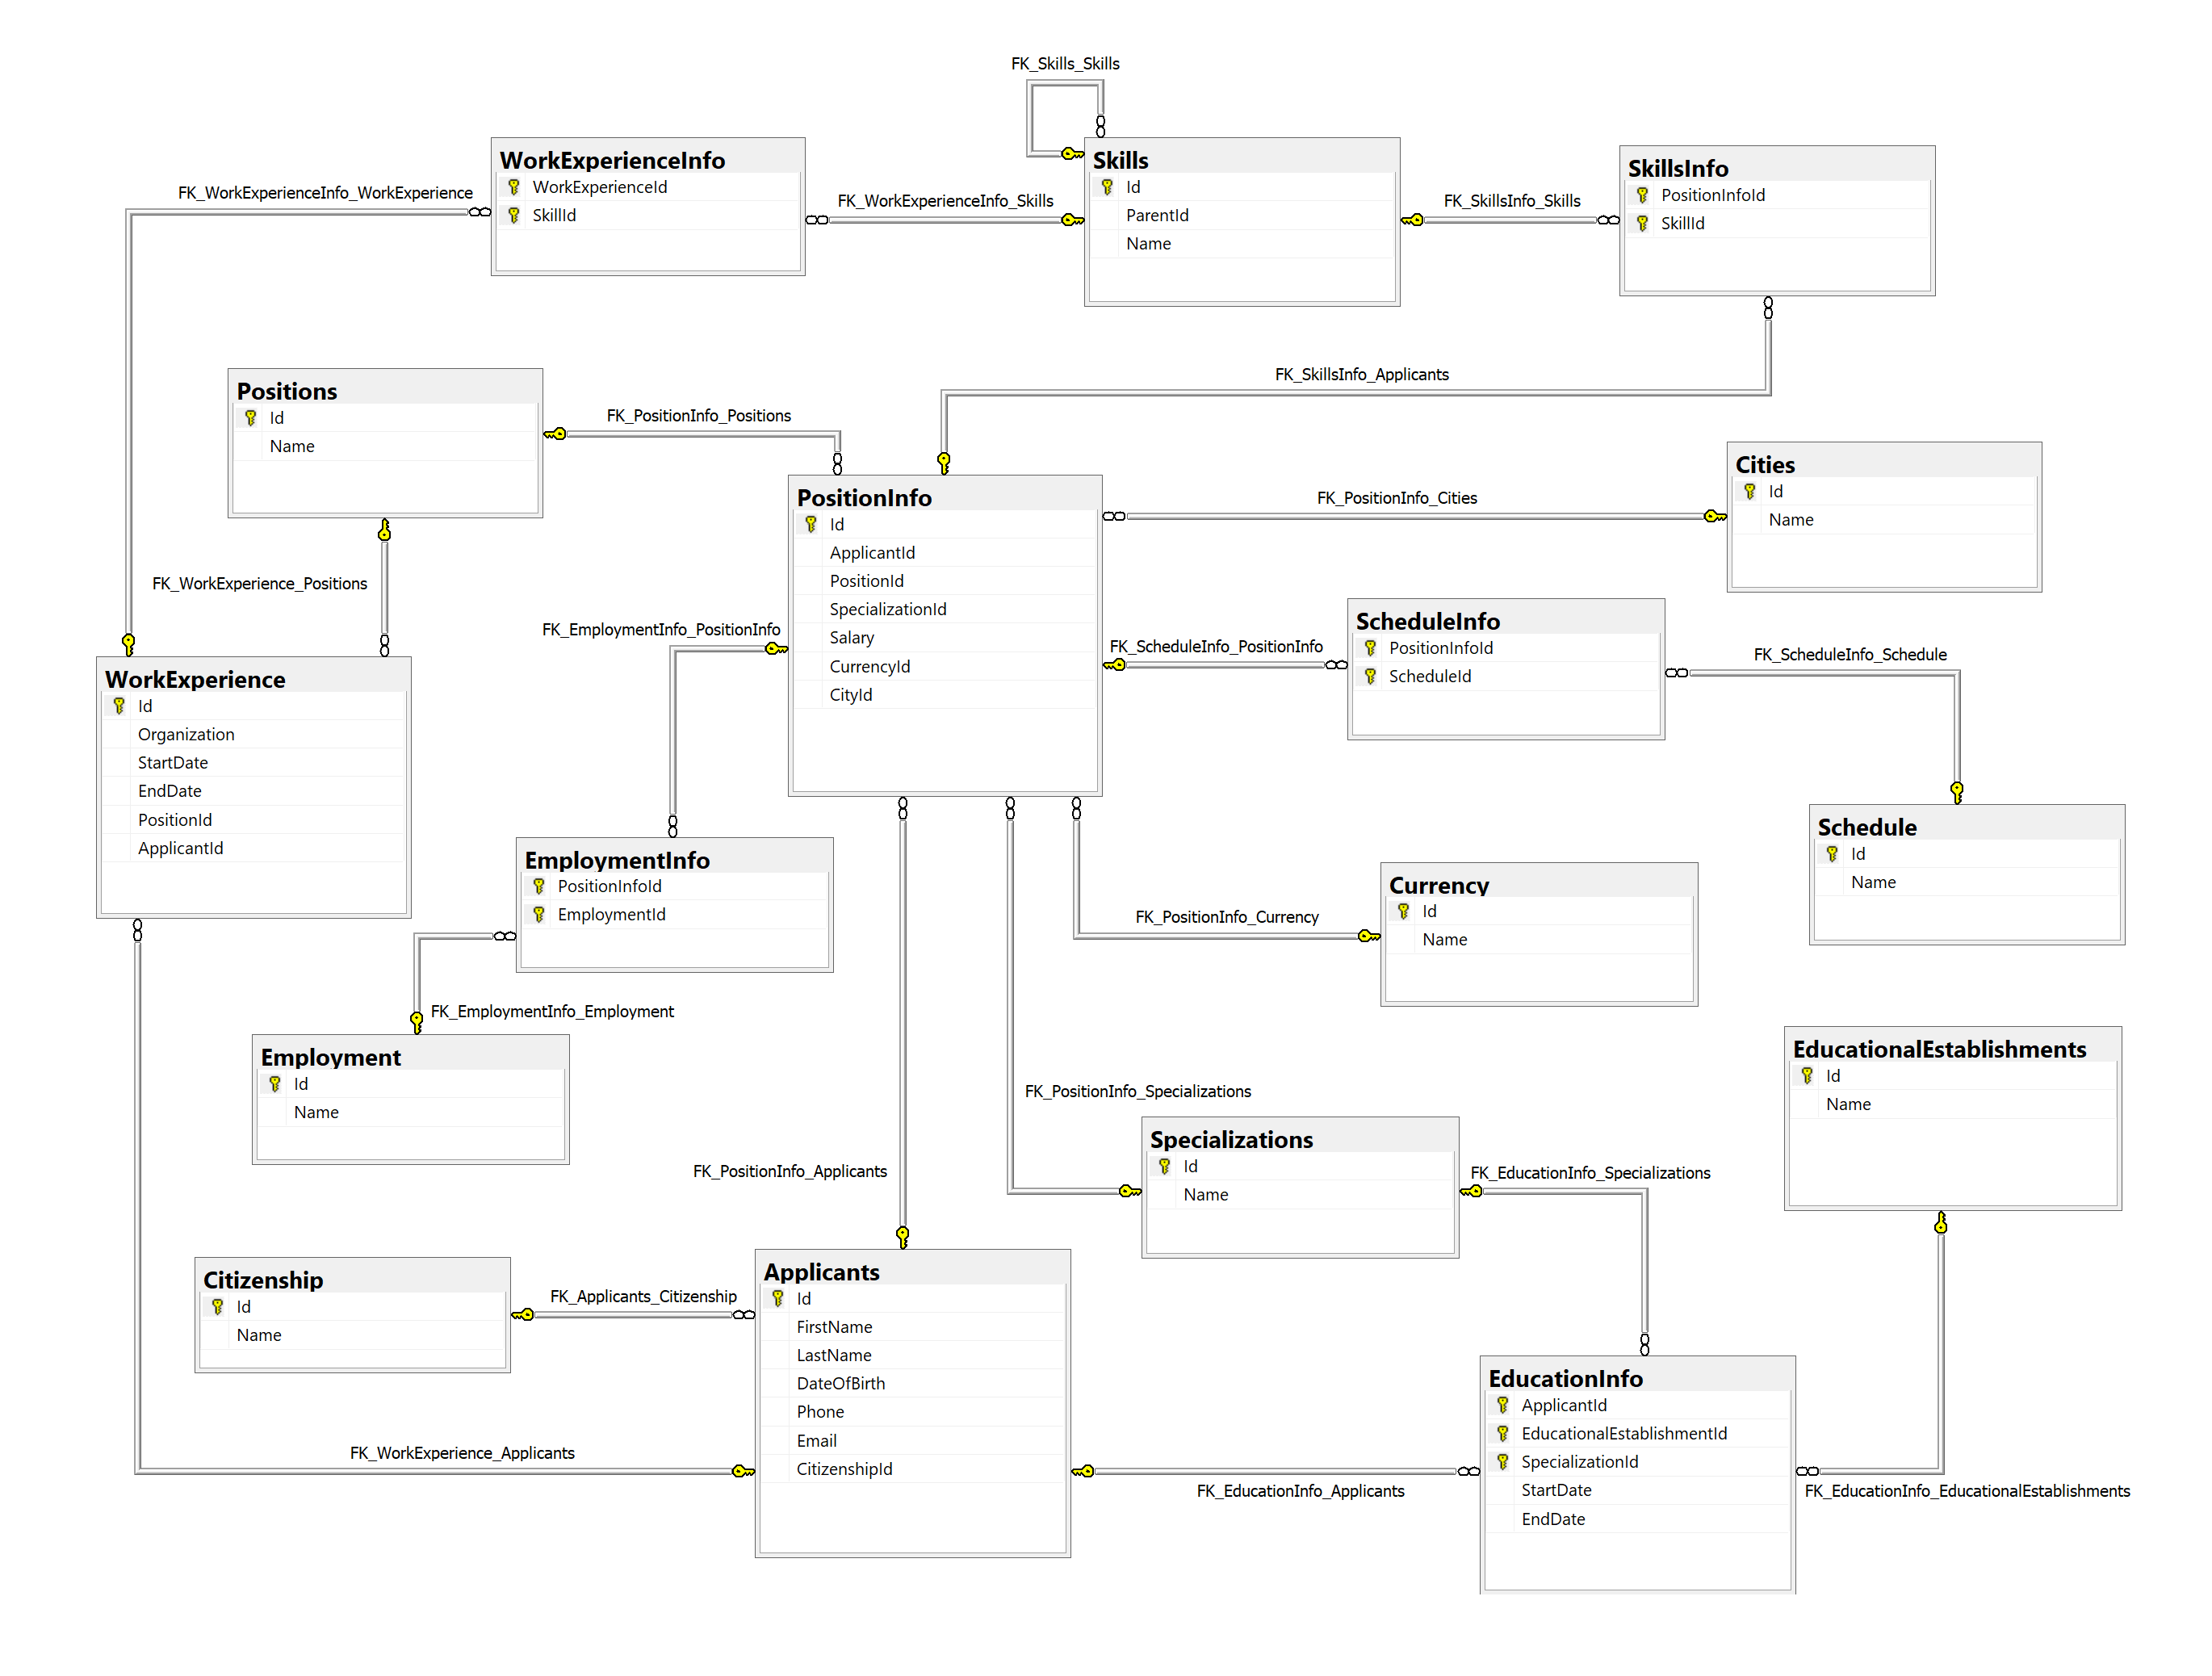 FK_Skills_Skills
WorkExperienceInfo
WorkExperienceId
SkillId
FK_WorkExperienceInfo_WorkExperience
FK_WorkExperienceInfo_Skills
Skills
Id
ParentId
Name
FK_SkillsInfo_Skills
SkillsInfo
PositionInfoId
SkillId
FK_SkillsInfo_Applicants
Positions
Id
Name
FK_PositionInfo_Positions
FK_WorkExperience_Positions
PositionInfo
Id
ApplicantId
PositionId
SpecializationId
Salary
CurrencyId
CityId
FK_PositionInfo_Cities
Cities
Id
Name
FK_EmploymentInfo_PositionInfo
FK_ScheduleInfo_PositionInfo
ScheduleInfo
PositionInfoId
ScheduleId
FK_ScheduleInfo_Schedule
WorkExperience
Id
Organization
StartDate
EndDate
PositionId
ApplicantId
Schedule
Id
Name
EmploymentInfo
PositionInfoId
EmploymentId
FK_PositionInfo_Currency
Currency
Id
Name
FK_EmploymentInfo_Employment
Employment
Id
Name
EducationalEstablishments
Id
Name
FK_PositionInfo_Specializations
Specializations
Id
Name
FK_PositionInfo_Applicants
FK_EducationInfo_Specializations
Citizenship
Id
Name
FK_Applicants_Citizenship
Applicants
Id
FirstName
LastName
DateOfBirth
Phone
Email
CitizenshipId
FK_WorkExperience_Applicants
FK_EducationInfo_Applicants
EducationInfo
ApplicantId
EducationalEstablishmentId
SpecializationId
StartDate
EndDate
FK_EducationInfo_EducationalEstablishments